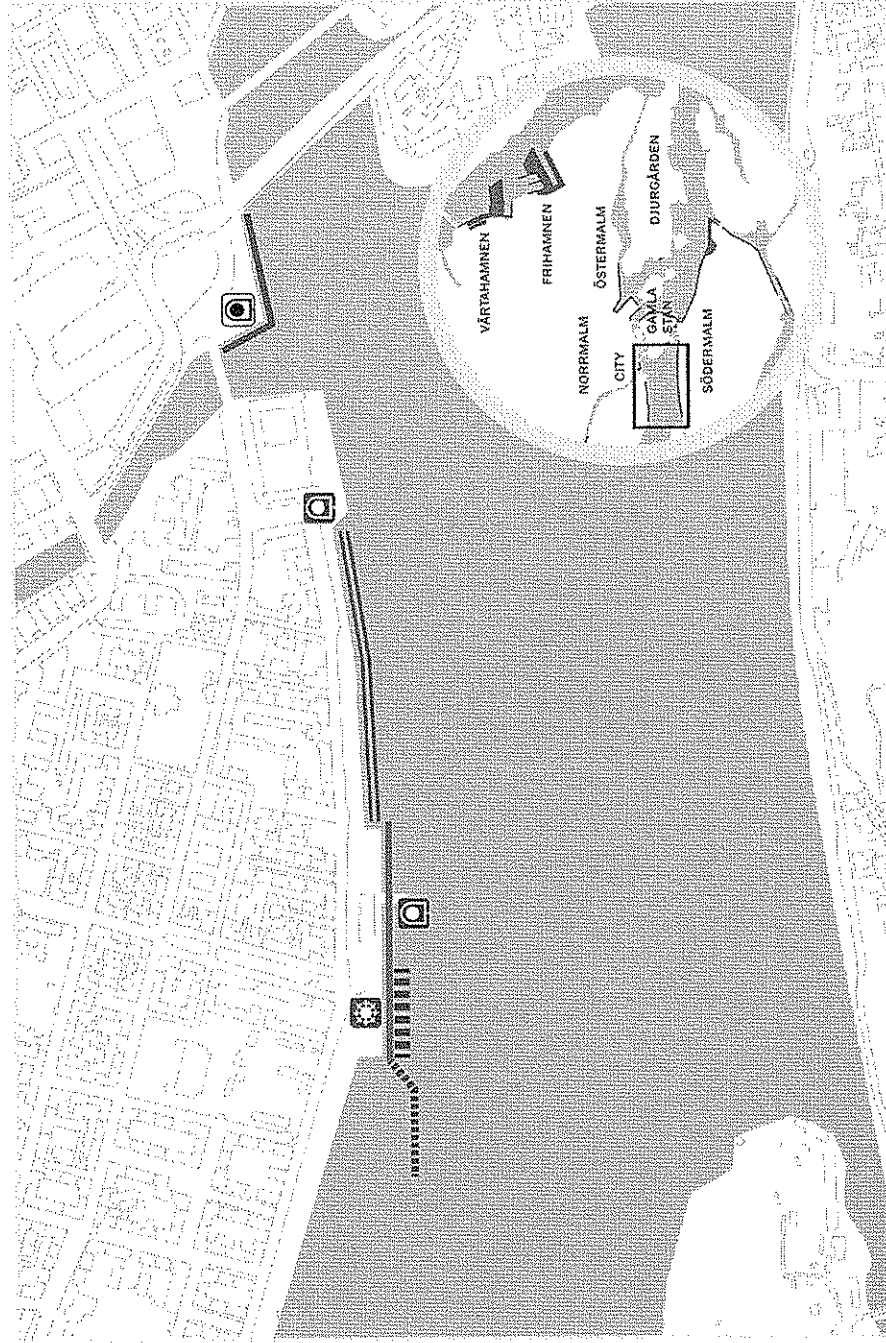 VÄRTAHAMNEN
FRIHAMNEN
NORRMALM
ÖSTERMALM
DJURGÅRDEN
CITY
GAMLA
STAN
SÖDERMALM